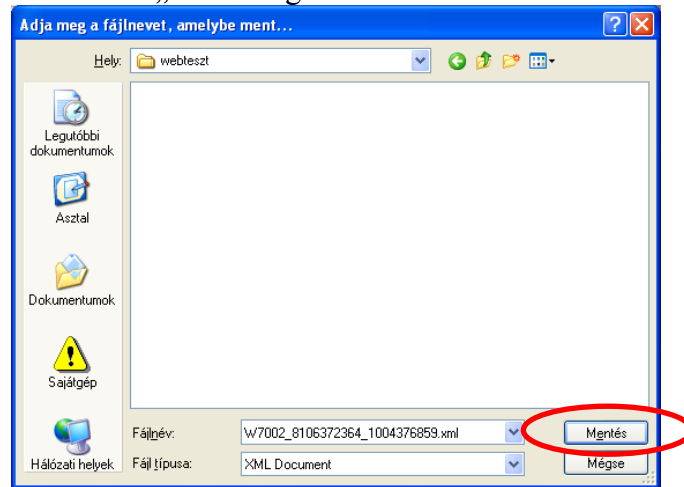 Adja meg a fájlnevet, amelybe ment...
Hely:
webteszt
Legutóbbi
dokumentumok
Asztal
Dokumentumok
Sajátgép
Hálózati helyek
Fájlnév:
W7002_8106372364_1004376859.xml
Mentés
Fájl típusa:
XML Document
Mégse